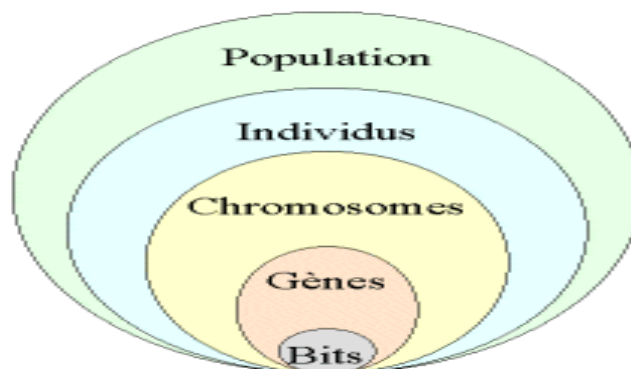 Population
Individus
Chromosomes
Gènes
Bits